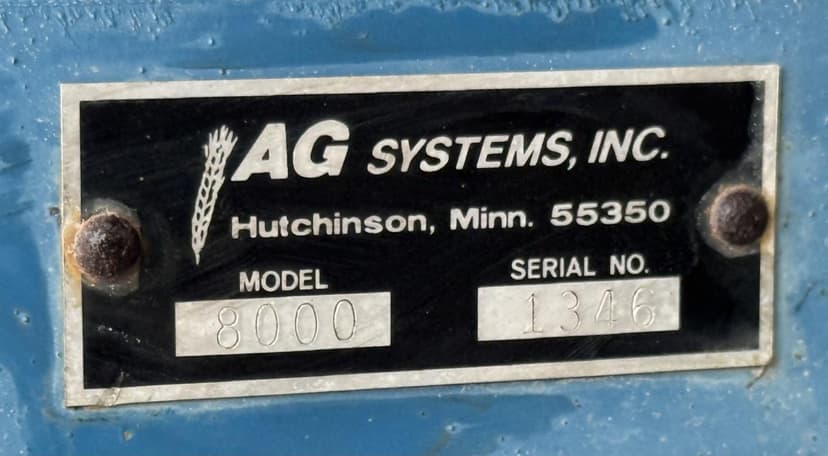 AG SYSTEMS, INC.
Hutchinson, Minn. 55350
MODEL SERIAL NO.
8000 1346